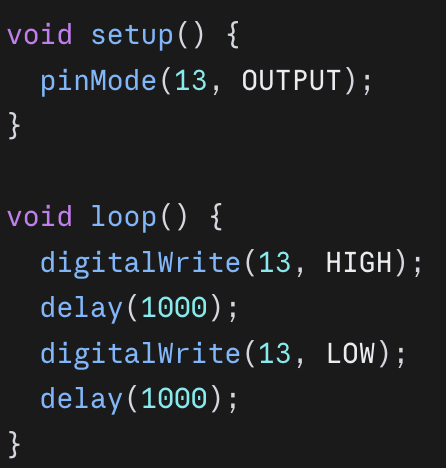 void setup() {
  pinMode(13, OUTPUT);
}

void loop() {
  digitalWrite(13, HIGH);
  delay(1000);
  digitalWrite(13, LOW);
  delay(1000);
}